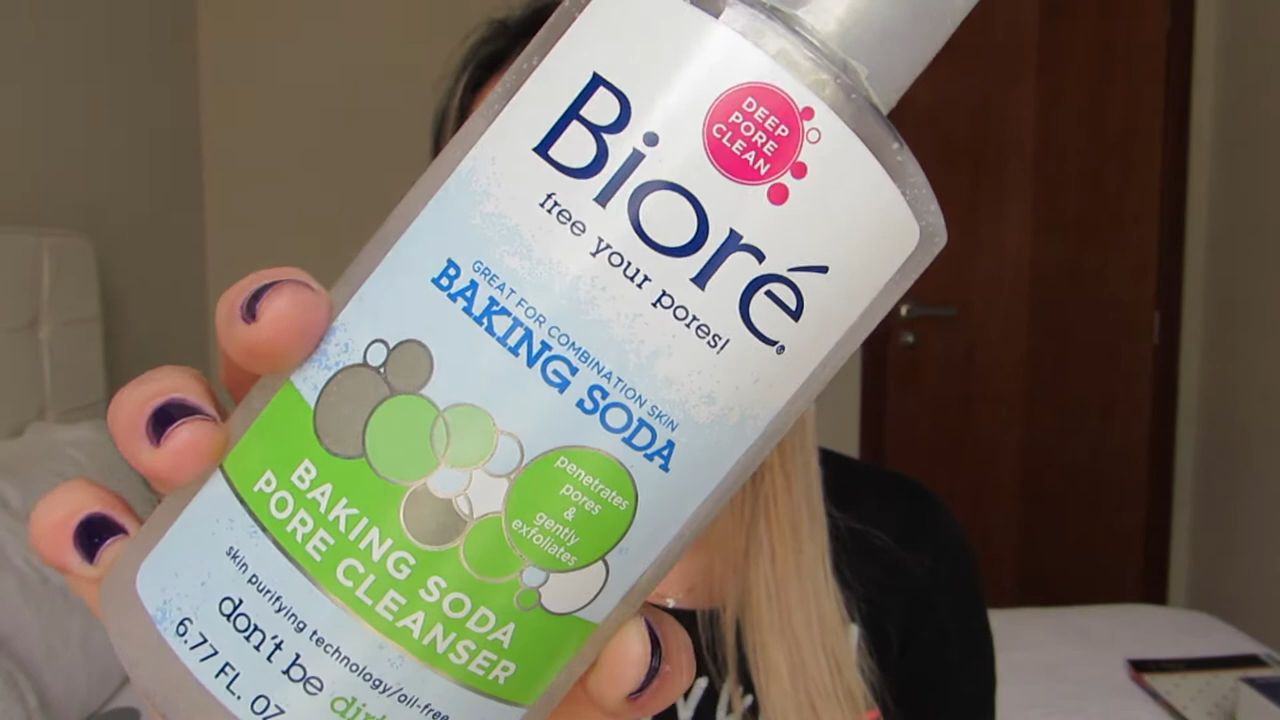 DEEP
PORE
CLEAN
Bioré®
free your pores!
GREAT FOR COMBINATION SKIN
BAKING SODA
penetrates
pores
&
gently
exfoliates
BAKING SODA
PORE CLEANSER
skin purifying technology/oil-free
don't be
6.77 FL.